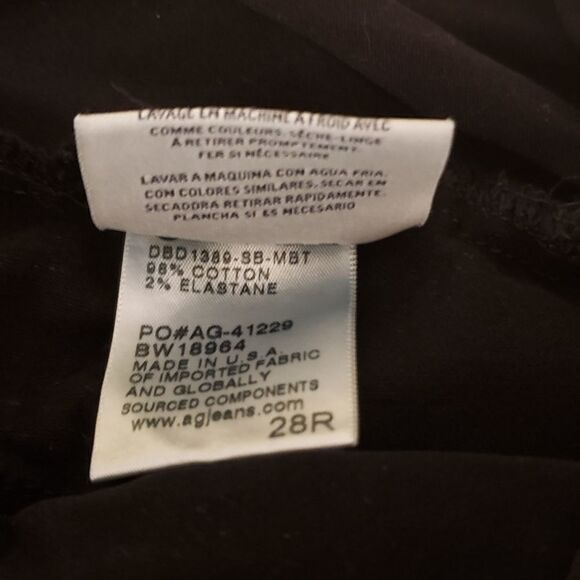 LAVAGE EN MACHINE A FROID AVEC
COMME COULEURS. SÉCHE-LINGE
À RETIRER PROMPTEMENT.
FER SI NÉCESSAIRE
LAVAR A MAQUINA CON AGUA FRIA.
CON COLORES SIMILARES. SECAR EN
SECADORA RETIRAR RAPIDAMENTE.
PLANCHA SI ES NECESARIO
DBD1389-SB-MBT
98% COTTON
2% ELASTANE
PO#AG-41229
BW18964
MADE IN U.S.A.
OF IMPORTED FABRIC
AND GLOBALLY
SOURCED COMPONENTS
www.agjeans.com
28R